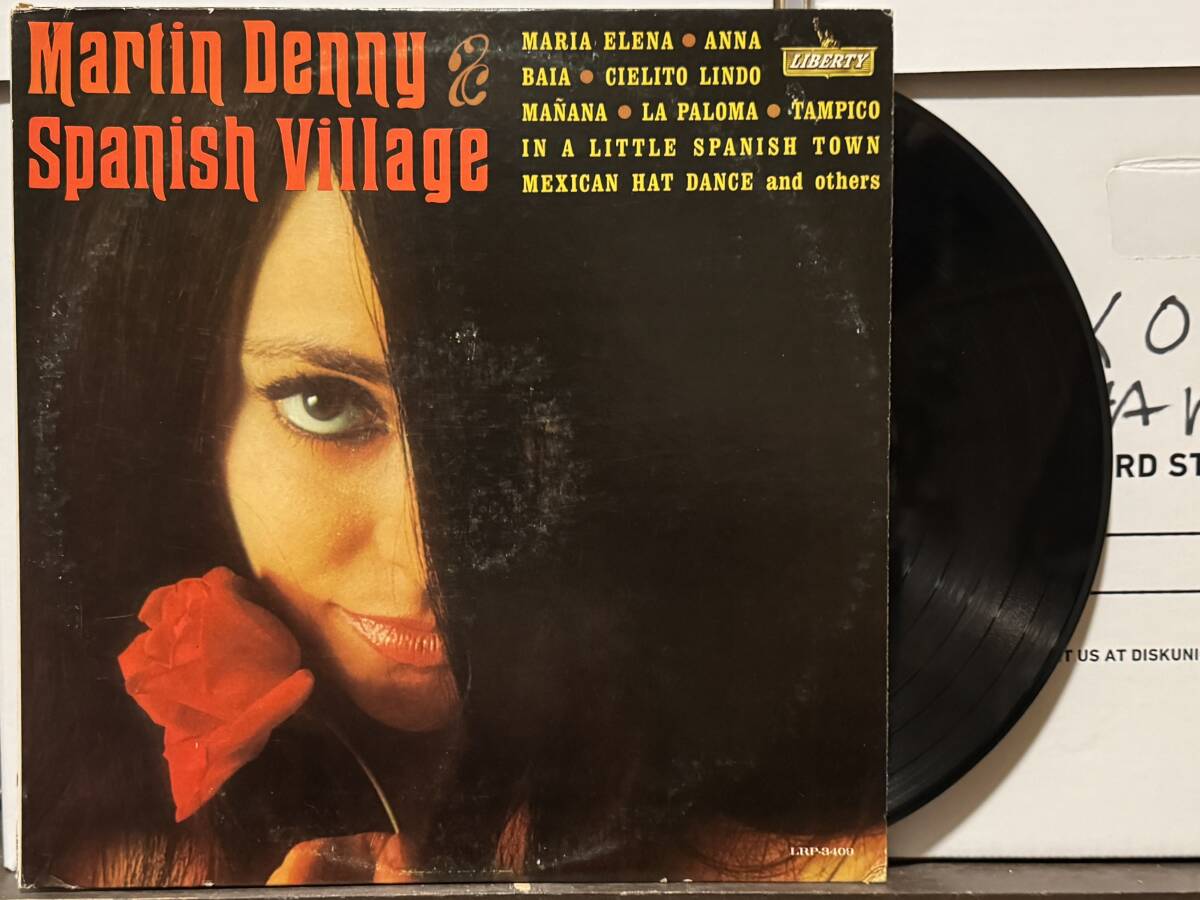 Martin Denny
Spanish Village
MARIA ELENA • ANNA
BAIA • CIELITO LINDO
MAÑANA • LA PALOMA • TAMPICO
IN A LITTLE SPANISH TOWN
MEXICAN HAT DANCE and others
LIBERTY
LRP-3409
RD ST
T US AT DISKUNI